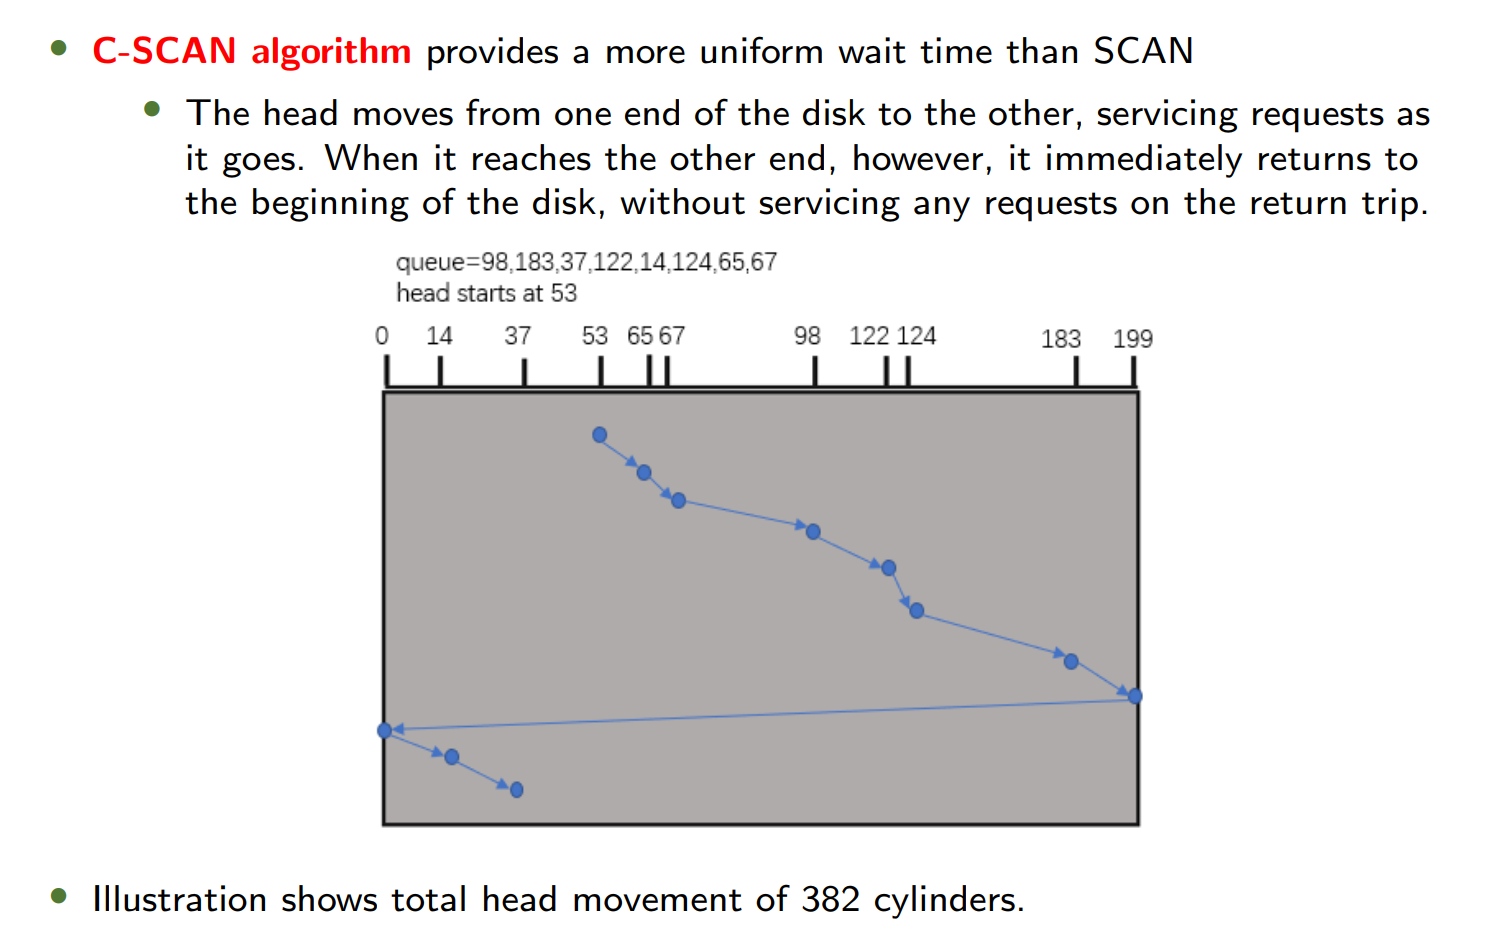 C-SCAN algorithm provides a more uniform wait time than SCAN
The head moves from one end of the disk to the other, servicing requests as
it goes. When it reaches the other end, however, it immediately returns to
the beginning of the disk, without servicing any requests on the return trip.
queue=98,183,37,122,14,124,65,67
head starts at 53
0 14 37 53 65 67 98 122 124 183 199
Illustration shows total head movement of 382 cylinders.